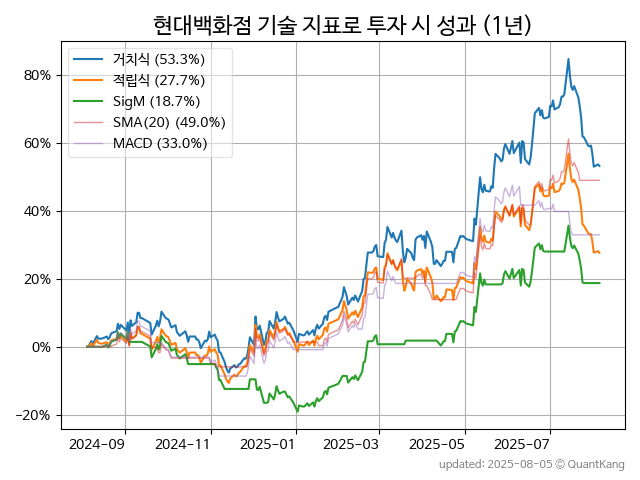 현대백화점 기술 지표로 투자 시 성과 (1년)
거치식 (53.3%)
적립식 (27.7%)
SigM (18.7%)
SMA(20) (49.0%)
MACD (33.0%)
80%
60%
40%
20%
0%
−20%
2024-09 2024-11 2025-01 2025-03 2025-05 2025-07
updated: 2025-08-05 © QuantKang